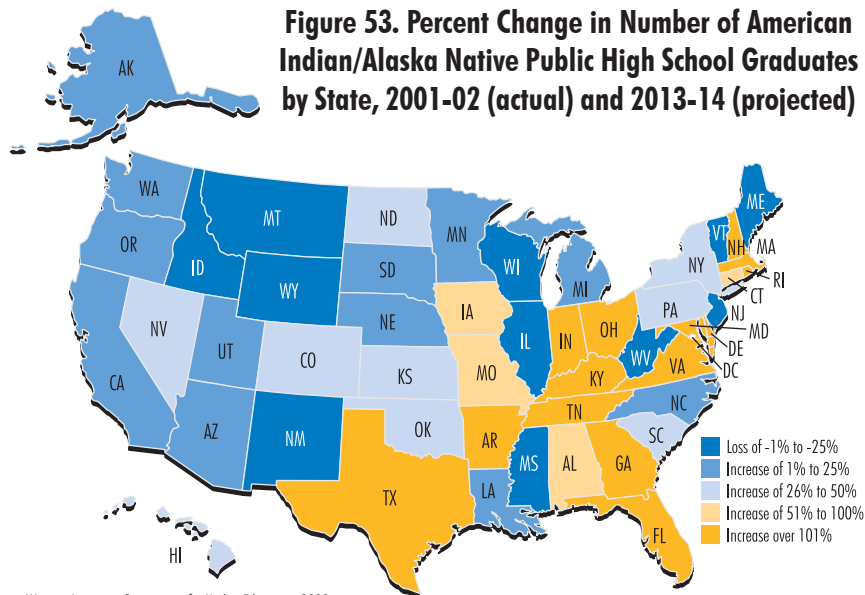 Figure 53. Percent Change in Number of American
Indian/Alaska Native Public High School Graduates
by State, 2001-02 (actual) and 2013-14 (projected)
AK
WA
MT
ND
MN
ME
VT
NH
MA
OR
ID
SD
WI
MI
NY
RI
CT
WY
IA
PA
NJ
NV
NE
IL
IN
OH
MD
DE
DC
UT
CO
KS
MO
WV
VA
KY
CA
NC
TN
AZ
NM
OK
AR
SC
MS
AL
GA
TX
LA
FL
HI
Loss of -1% to -25%
Increase of 1% to 25%
Increase of 26% to 50%
Increase of 51% to 100%
Increase over 101%